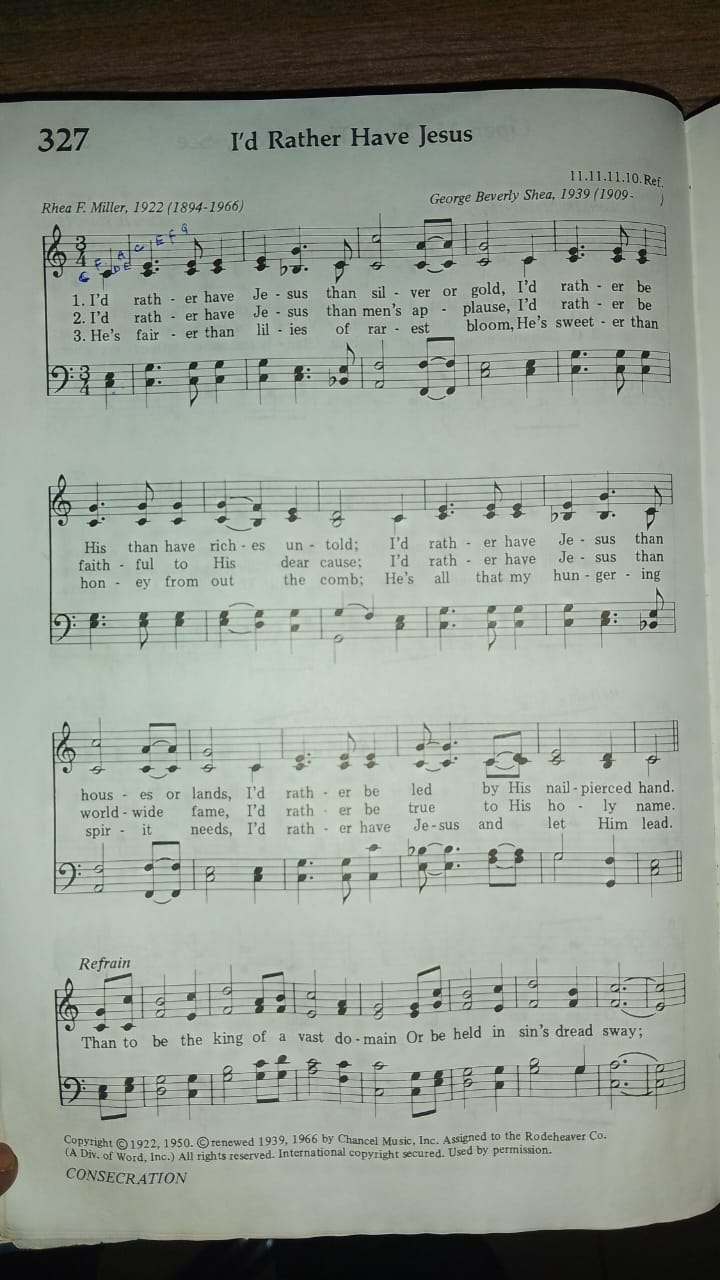 327
I'd Rather Have Jesus
11.11.11.10.Ref.
Rhea F. Miller, 1922 (1894-1966)
George Beverly Shea, 1939 (1909- )
1. I'd rath - er have Je - sus than sil - ver or gold, I'd rath - er be
2. I'd rath - er have Je - sus than men's ap - plause, I'd rath - er be
3. He's fair - er than lil - ies of rar - est bloom, He's sweet - er than
His than have rich - es un - told; I'd rath - er have Je - sus than
faith - ful to His dear cause; I'd rath - er have Je - sus than
hon - ey from out the comb; He's all that my hun - ger - ing
hous - es or lands, I'd rath - er be led by His nail - pierced hand.
world - wide fame, I'd rath - er be true to His ho - ly name.
spir - it needs, I'd rath - er have Je - sus and let Him lead.
Refrain
Than to be the king of a vast do - main Or be held in sin's dread sway;
Copyright © 1922, 1950. © renewed 1939, 1966 by Chancel Music, Inc. Assigned to the Rodeheaver Co.
(A Div. of Word, Inc.) All rights reserved. International copyright secured. Used by permission.
CONSECRATION